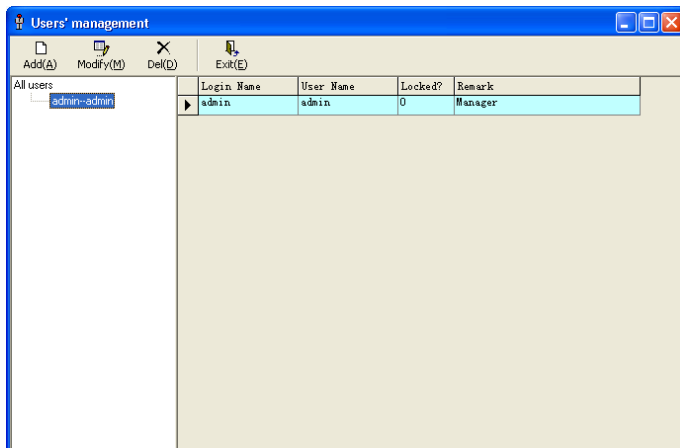 Users' management
Add(A) Modify(M) Del(D) Exit(E)
All users
admin--admin
Login Name User Name Locked? Remark
admin admin 0 Manager